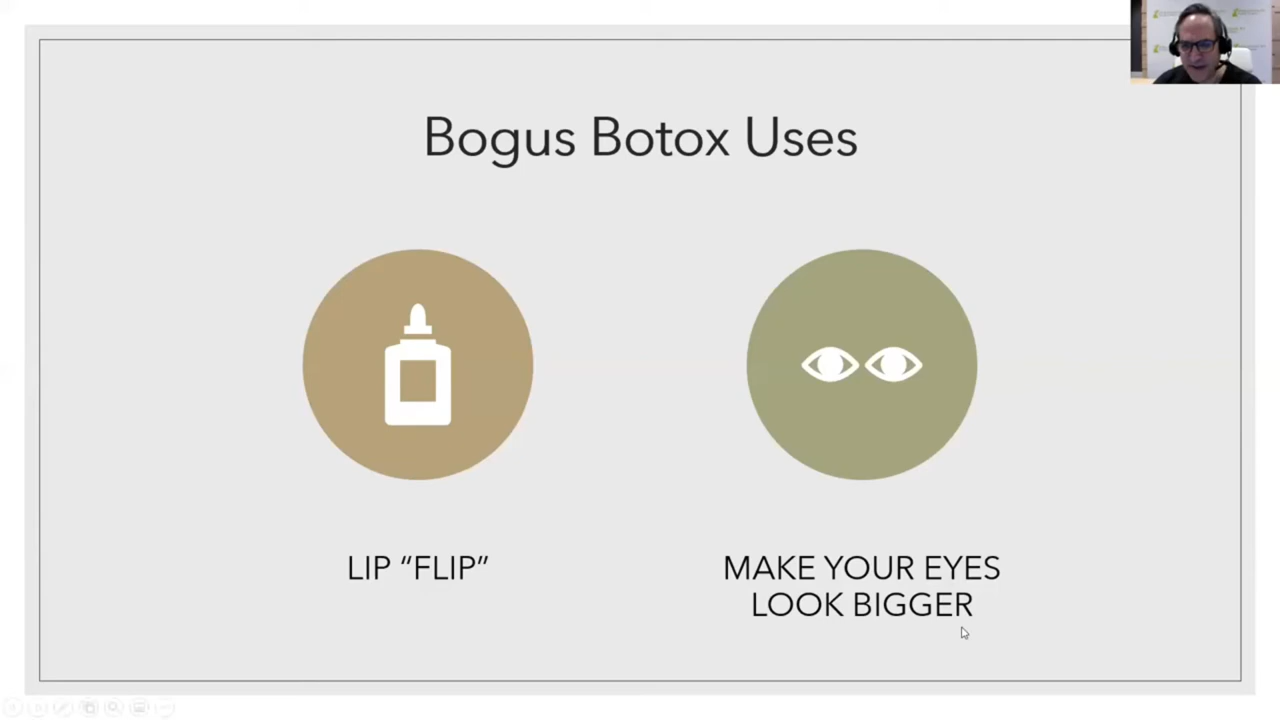 Bogus Botox Uses
LIP “FLIP”
MAKE YOUR EYES
LOOK BIGGER